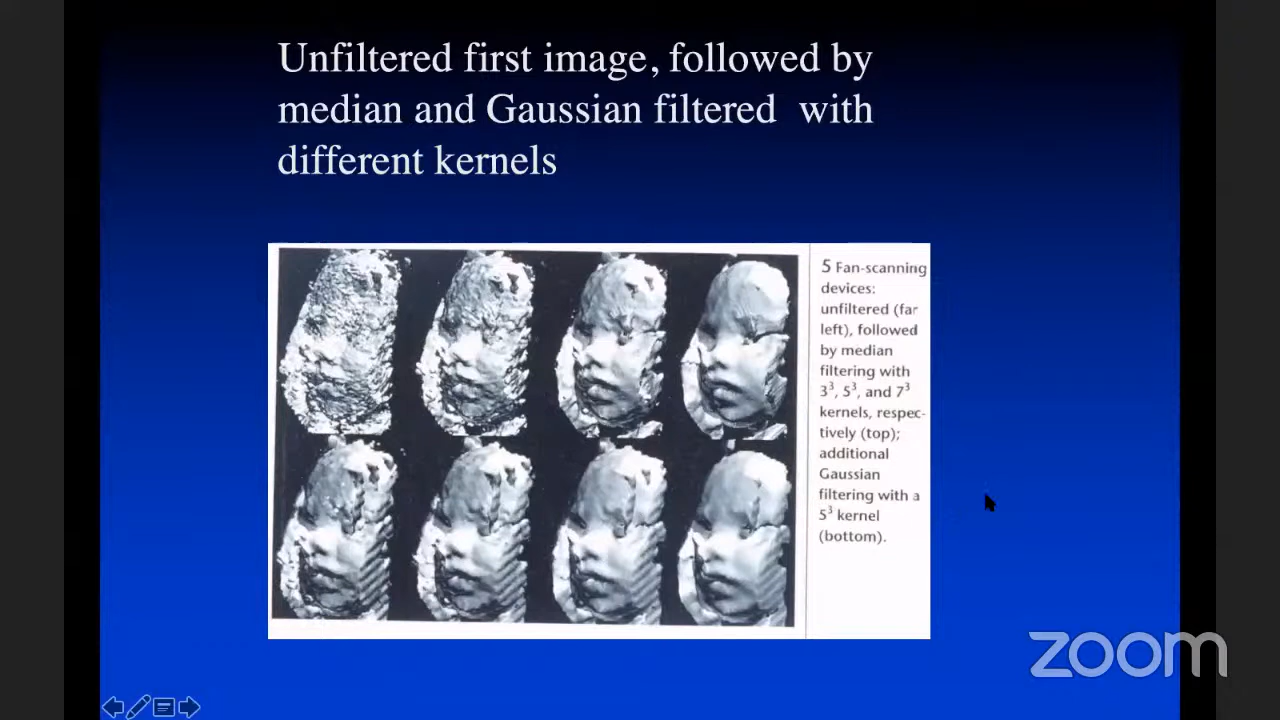 Unfiltered first image, followed by
median and Gaussian filtered with
different kernels
5 Fan-scanning
devices:
unfiltered (far
left), followed
by median
filtering with
3³, 5³, and 7³
kernels, respec-
tively (top);
additional
Gaussian
filtering with a
5³ kernel
(bottom).
zoom